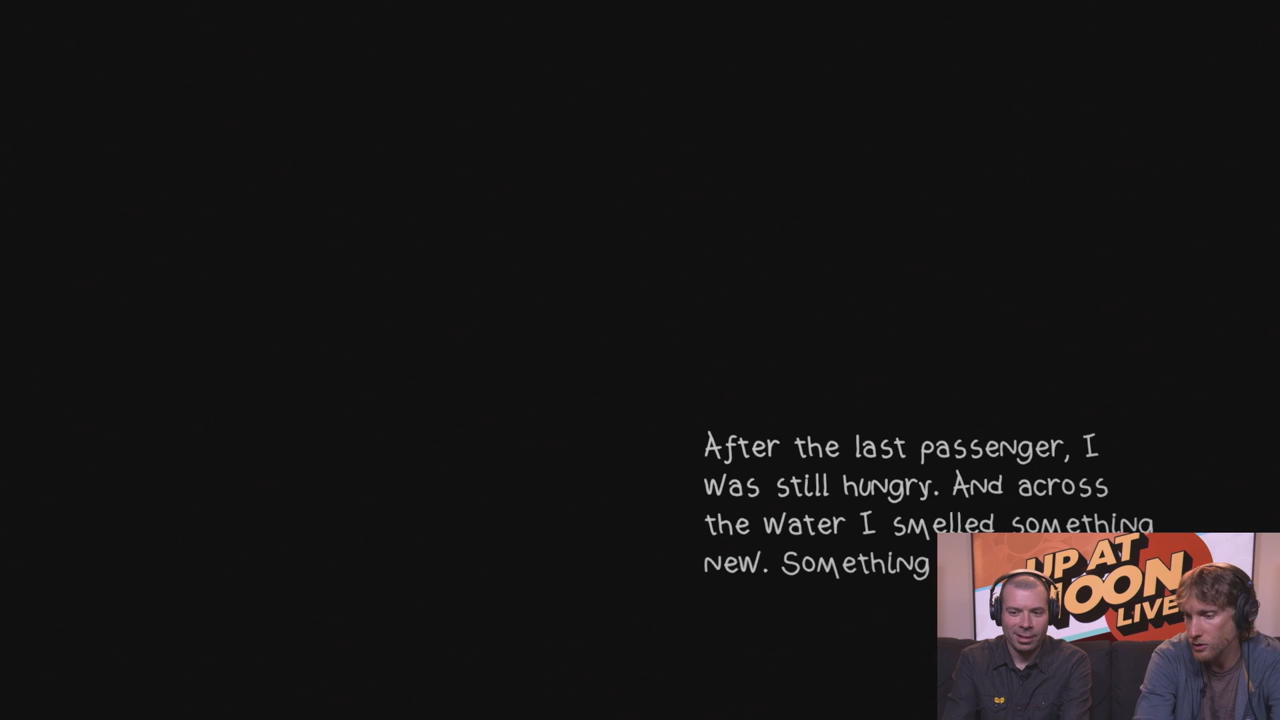 After the last passenger, I
was still hungry. And across
the water I smelled something
new. Something
UP AT
NOON
LIVE